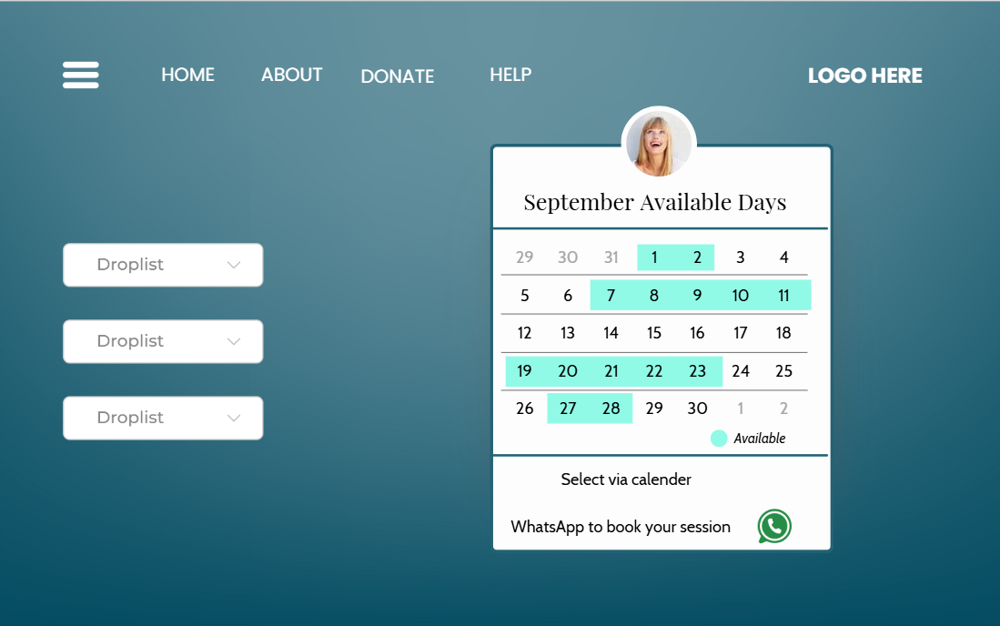 HOME ABOUT DONATE HELP LOGO HERE
September Available Days
29 30 31 1 2 3 4
Droplist
5 6 7 8 9 10 11
12 13 14 15 16 17 18
Droplist
19 20 21 22 23 24 25
26 27 28 29 30 1 2
Droplist
Available
Select via calender
WhatsApp to book your session